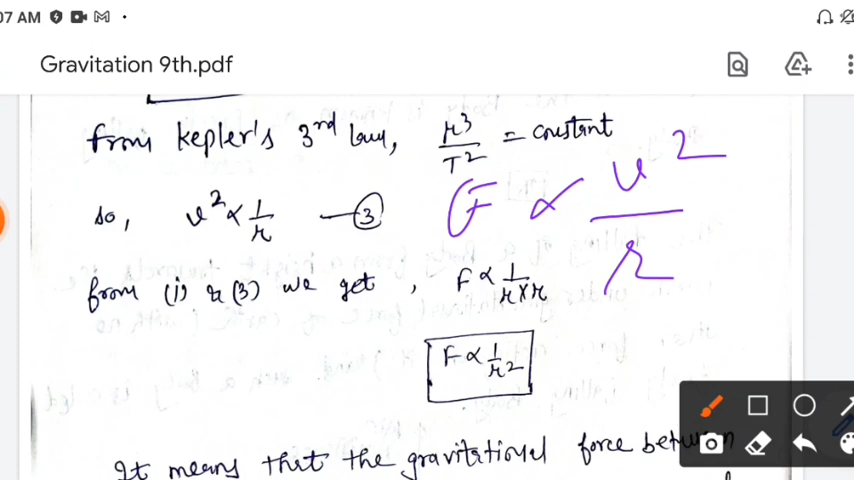 07 AM
Gravitation 9th.pdf
from Kepler's 3rd law, r³/T² = constant
so, v² ∝ 1/r —③
F ∝ v²/r
from (i) & (3) we get, F ∝ 1/r×r
F ∝ 1/r²
It means that the gravitational force between